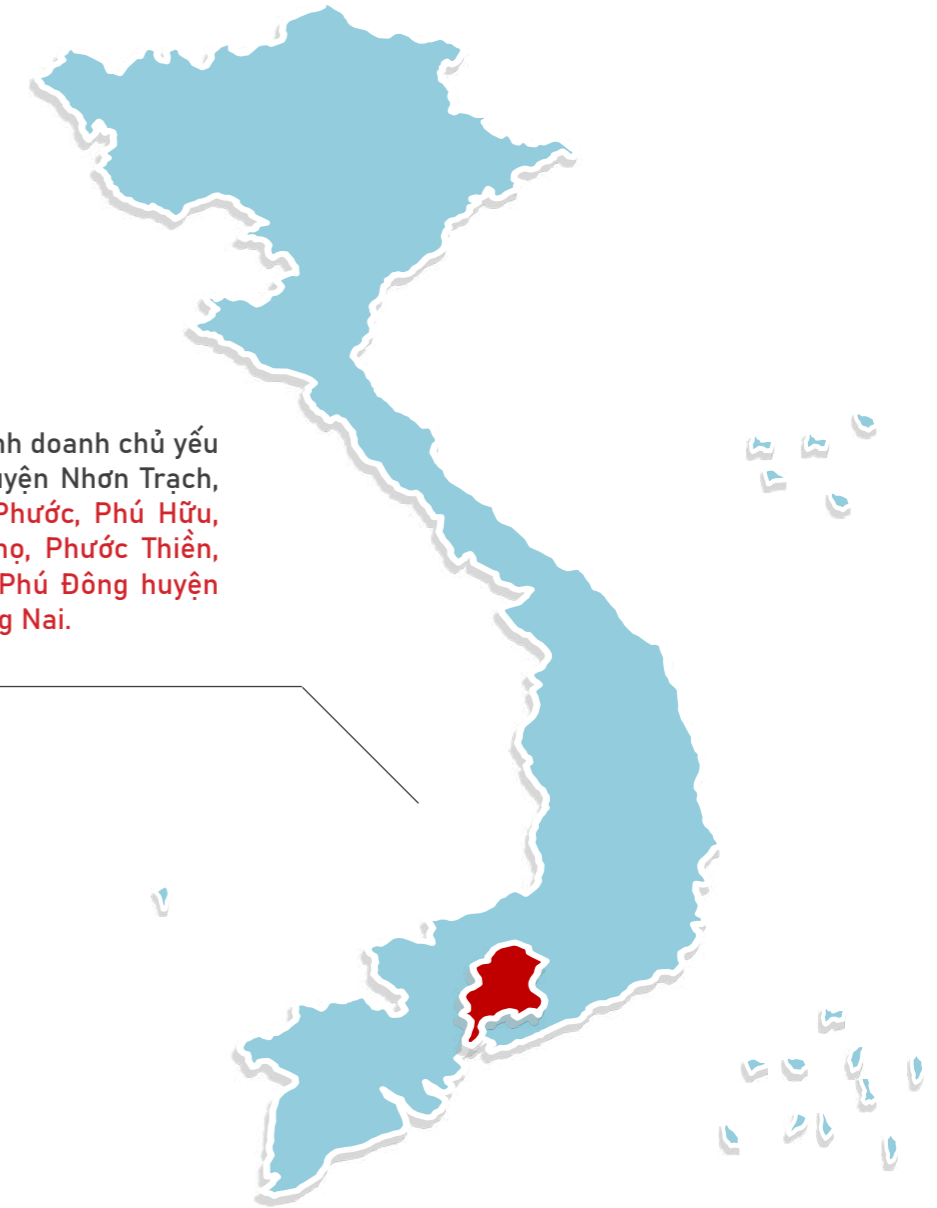 nh doanh chủ yếu
uyện Nhơn Trạch,
Phước, Phú Hữu,
họ, Phước Thiền,
Phú Đông huyện
g Nai.